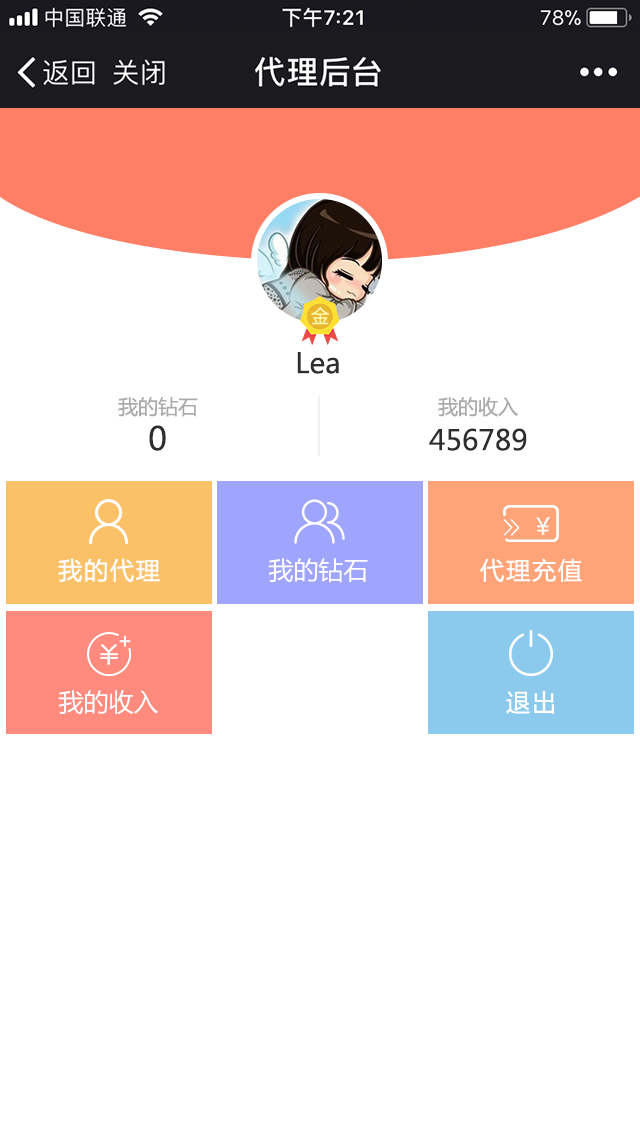 中国联通 下午7:21 78%
返回 关闭 代理后台
金
Lea
我的钻石 我的收入
0 456789
我的代理 我的钻石 代理充值
我的收入 退出